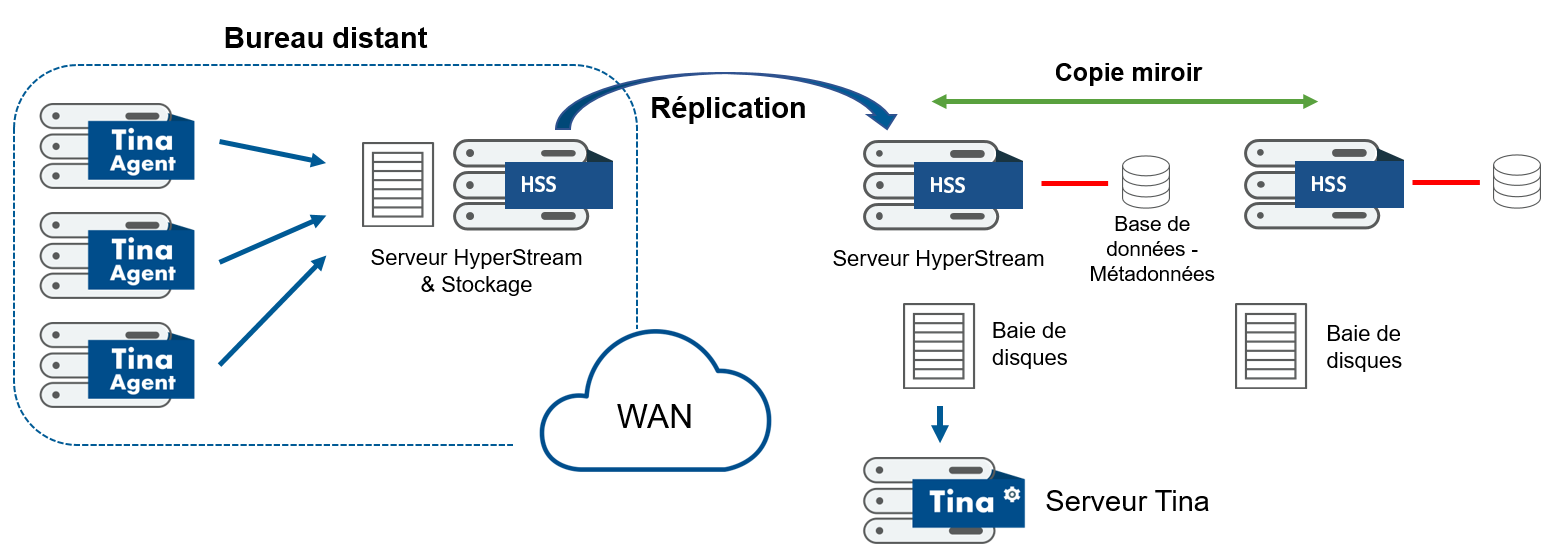 Bureau distant
Tina
Agent
Tina
Agent
Tina
Agent
HSS
Serveur HyperStream
& Stockage
Réplication
WAN
Copie miroir
HSS
Serveur HyperStream
Base de
données -
Métadonnées
HSS
Baie de
disques
Baie de
disques
Tina
Serveur Tina